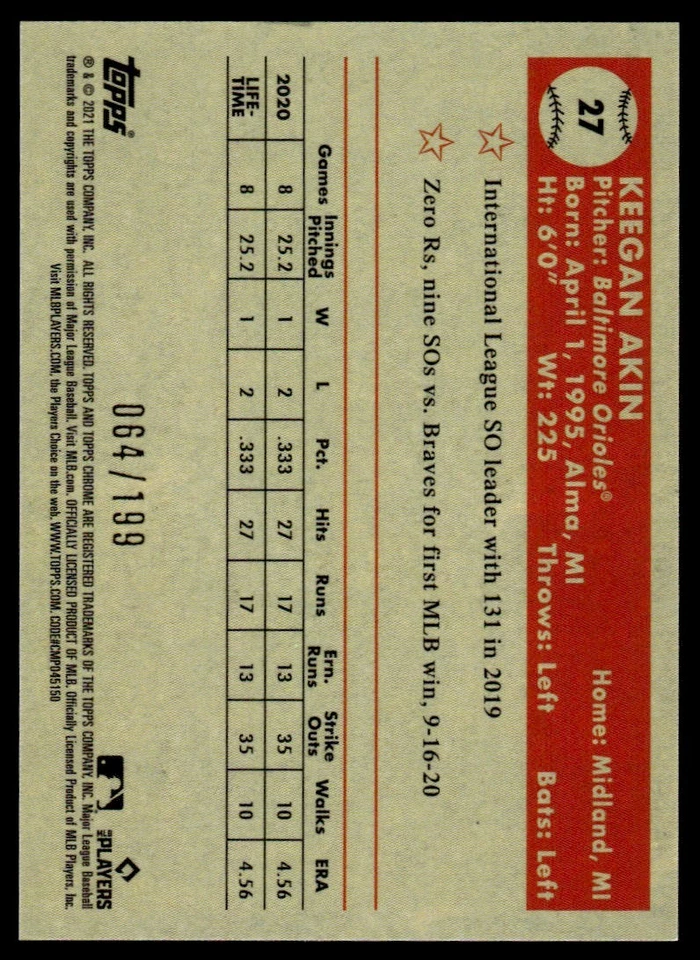 27
KEEGAN AKIN
Pitcher: Baltimore Orioles® Home: Midland, MI
Born: April 1, 1995, Alma, MI
Ht: 6'0" Wt: 225 Throws: Left Bats: Left
International League SO leader with 131 in 2019
Zero Rs, nine SOs vs. Braves for first MLB win, 9-16-20
Games Innings Pitched W L Pct. Hits Runs Ern. Runs Strike Outs Walks ERA
2020 8 25.2 1 2 .333 27 17 13 35 10 4.56
LIFE-TIME 8 25.2 1 2 .333 27 17 13 35 10 4.56
064/199
topps®
MLB PLAYERS
® & © 2021 THE TOPPS COMPANY, INC. ALL RIGHTS RESERVED. TOPPS AND TOPPS CHROME ARE REGISTERED TRADEMARKS OF THE TOPPS COMPANY, INC. Major League Baseball
trademarks and copyrights are used with permission of Major League Baseball. Visit MLB.com. OFFICIALLY LICENSED PRODUCT OF MLB. Officially Licensed Product of MLB Players, Inc.
Visit MLBPLAYERS.COM, the Players Choice on the web. WWW.TOPPS.COM. CODE#CMP045150